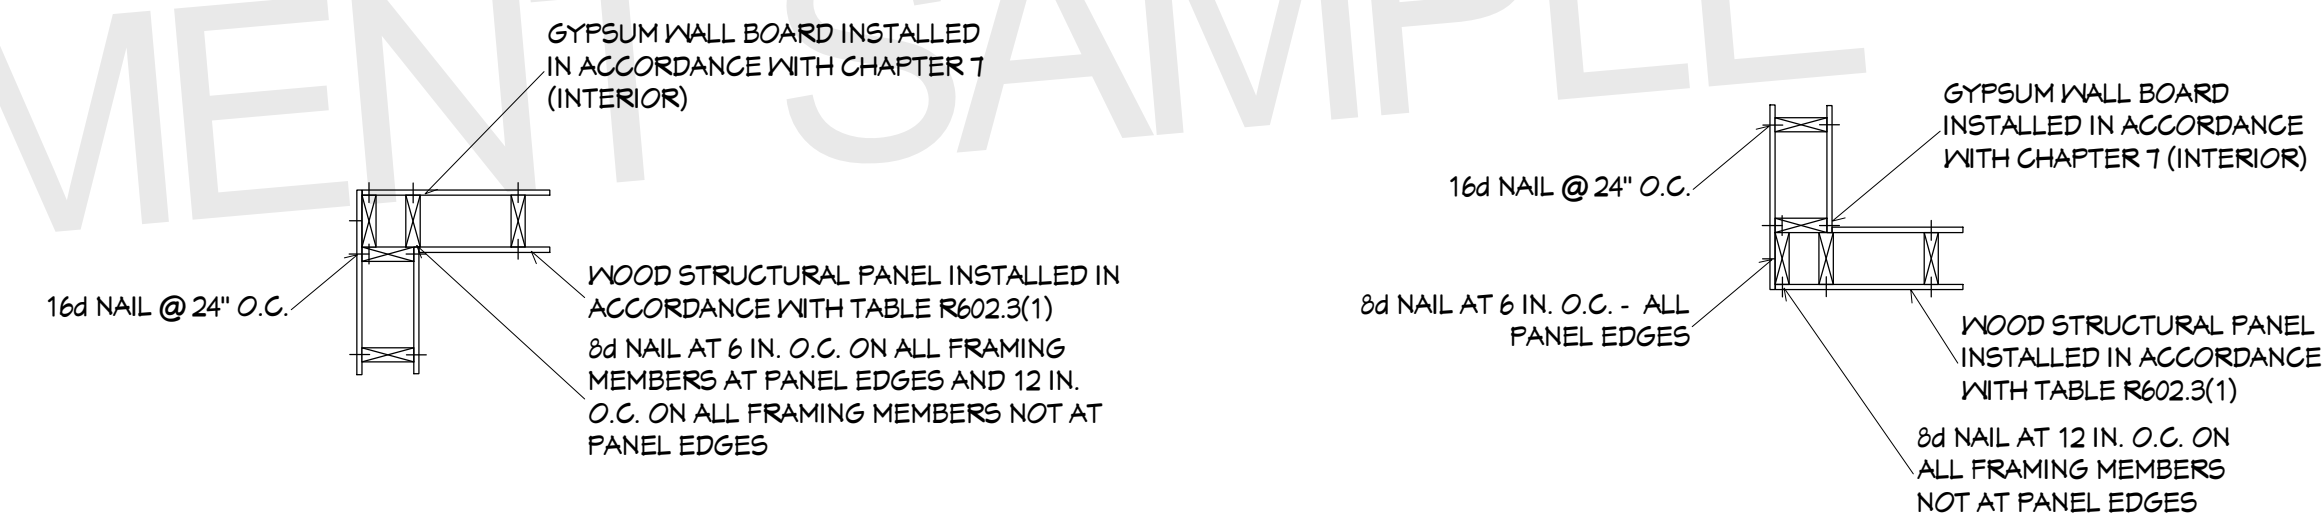 MENT SAMPLE
GYPSUM WALL BOARD INSTALLED
IN ACCORDANCE WITH CHAPTER 7
(INTERIOR)
16d NAIL @ 24" O.C.
WOOD STRUCTURAL PANEL INSTALLED IN
ACCORDANCE WITH TABLE R602.3(1)
8d NAIL AT 6 IN. O.C. ON ALL FRAMING
MEMBERS AT PANEL EDGES AND 12 IN.
O.C. ON ALL FRAMING MEMBERS NOT AT
PANEL EDGES
GYPSUM WALL BOARD
INSTALLED IN ACCORDANCE
WITH CHAPTER 7 (INTERIOR)
16d NAIL @ 24" O.C.
8d NAIL AT 6 IN. O.C. - ALL
PANEL EDGES
WOOD STRUCTURAL PANEL
INSTALLED IN ACCORDANCE
WITH TABLE R602.3(1)
8d NAIL AT 12 IN. O.C. ON
ALL FRAMING MEMBERS
NOT AT PANEL EDGES